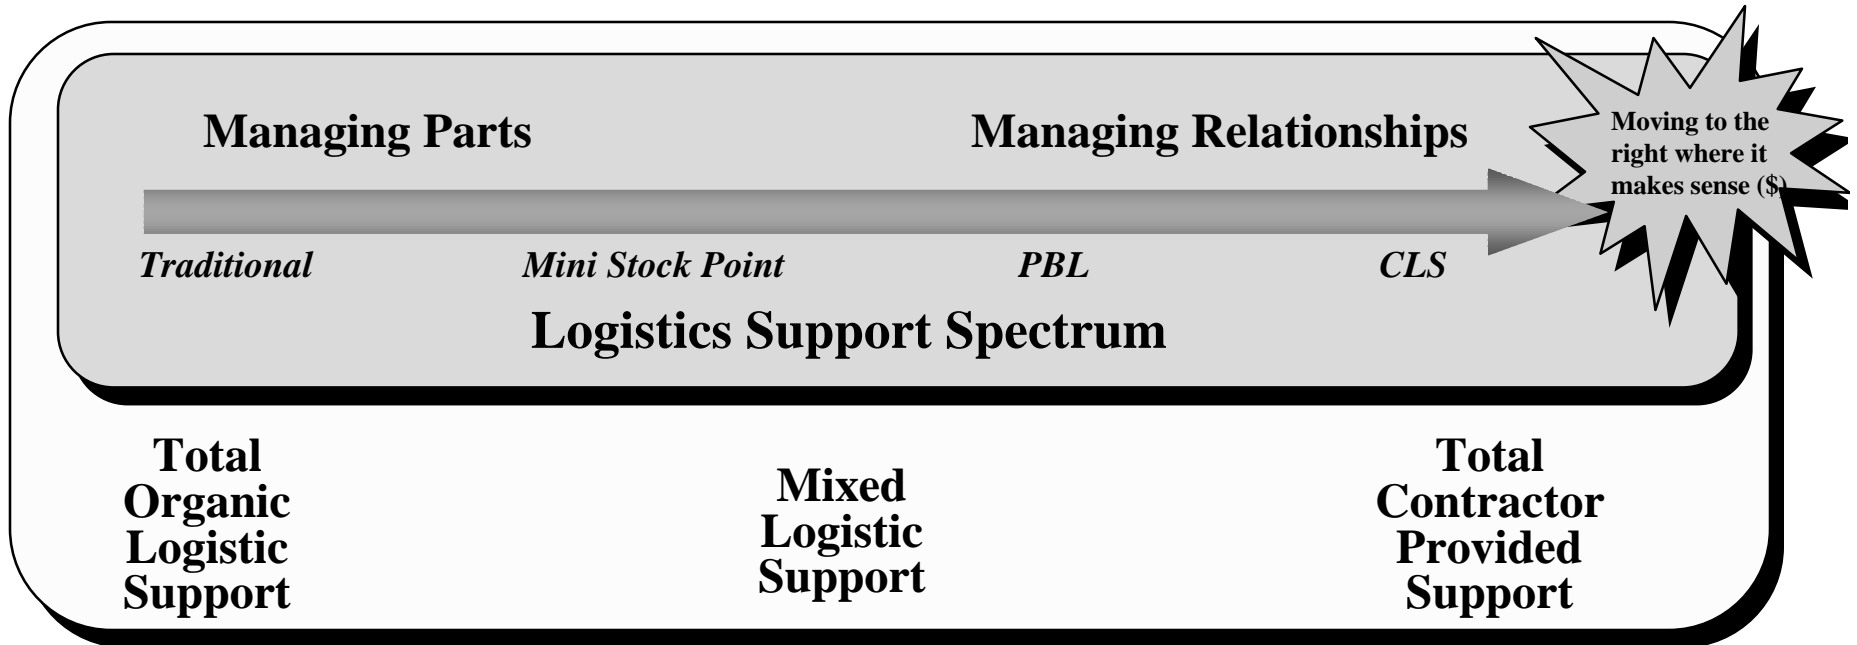 Managing Parts
Managing Relationships
Moving to the
right where it
makes sense ($)
Traditional
Mini Stock Point
PBL
CLS
Logistics Support Spectrum
Total
Organic
Logistic
Support
Mixed
Logistic
Support
Total
Contractor
Provided
Support